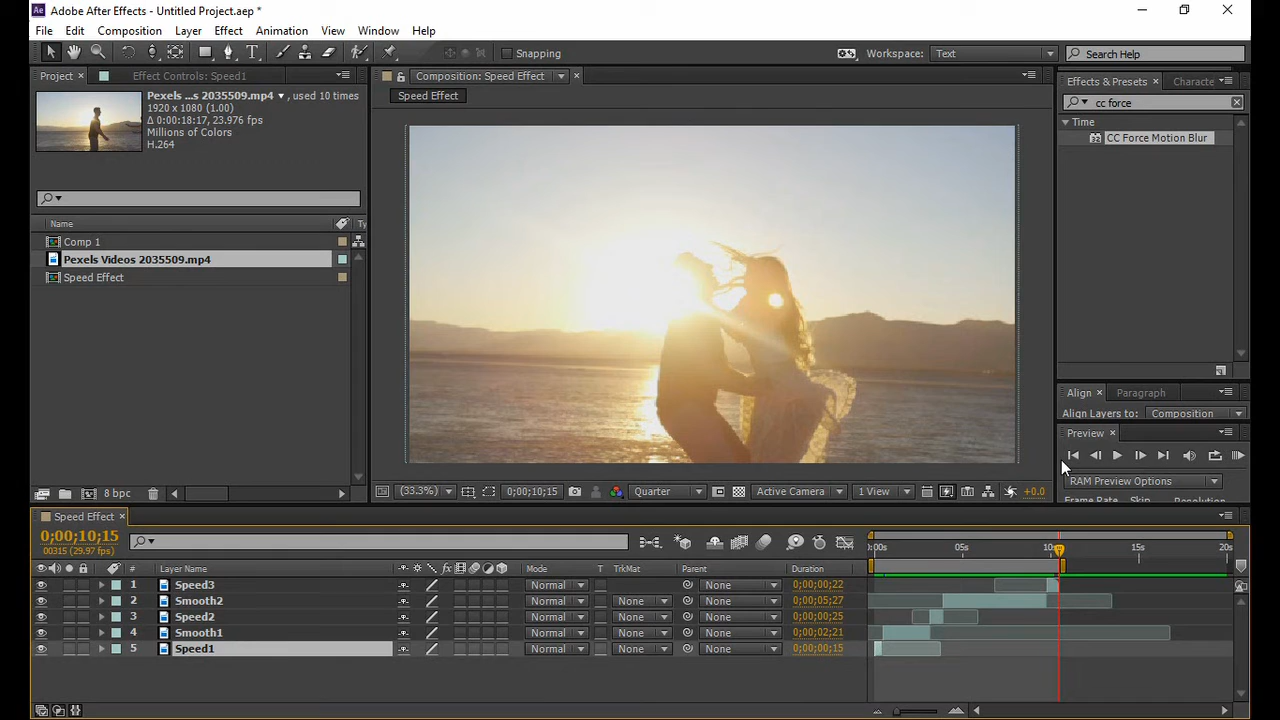 Ae Adobe After Effects - Untitled Project.aep *
File Edit Composition Layer Effect Animation View Window Help
T Snapping Workspace: Text Search Help
Project × Effect Controls: Speed1 Composition: Speed Effect × Effects & Presets × Characte
Pexels ...s 2035509.mp4 , used 10 times
1920 x 1080 (1.00)
Δ 0:00:18:17, 23.976 fps
Millions of Colors
H.264
Speed Effect
cc force
Time
32 CC Force Motion Blur
Name Ty
Comp 1
Pexels Videos 2035509.mp4
Speed Effect
Align × Paragraph
Align Layers to: Composition
Preview ×
RAM Preview Options
Frame Rate Skip Resolution
8 bpc (33.3%) 0;00;10;15 Quarter Active Camera 1 View +0.0
Speed Effect ×
0;00;10;15
00315 (29.97 fps)
:00s 05s 10s 15s 20s
# Layer Name fx Mode T TrkMat Parent Duration
1 Speed3 Normal None 0;00;00;22
2 Smooth2 Normal None None 0;00;05;27
3 Speed2 Normal None None 0;00;00;25
4 Smooth1 Normal None None 0;00;02;21
5 Speed1 Normal None None 0;00;00;15